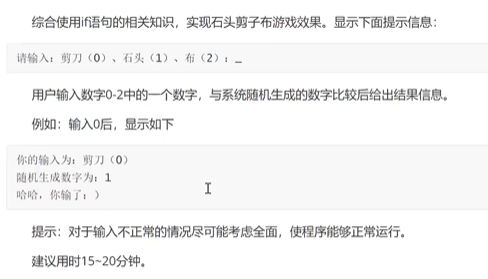 综合使用if语句的相关知识，实现石头剪子布游戏效果。显示下面提示信息：
请输入：剪刀（0）、石头（1）、布（2）：_
用户输入数字0-2中的一个数字，与系统随机生成的数字比较后给出结果信息。
例如：输入0后，显示如下
你的输入为：剪刀（0）
随机生成数字为：1
哈哈，你输了：）
提示：对于输入不正常的情况尽可能考虑全面，使程序能够正常运行。
建议用时15~20分钟。